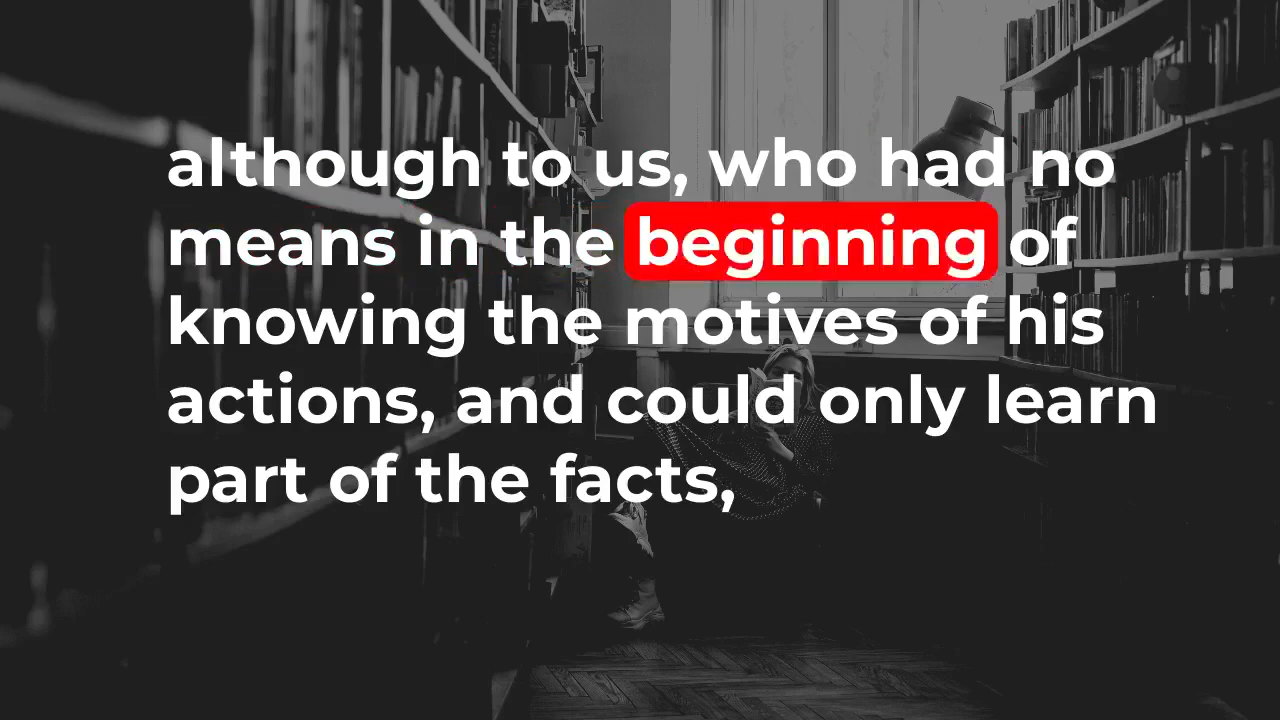 although to us, who had no
means in the beginning of
knowing the motives of his
actions, and could only learn
part of the facts,